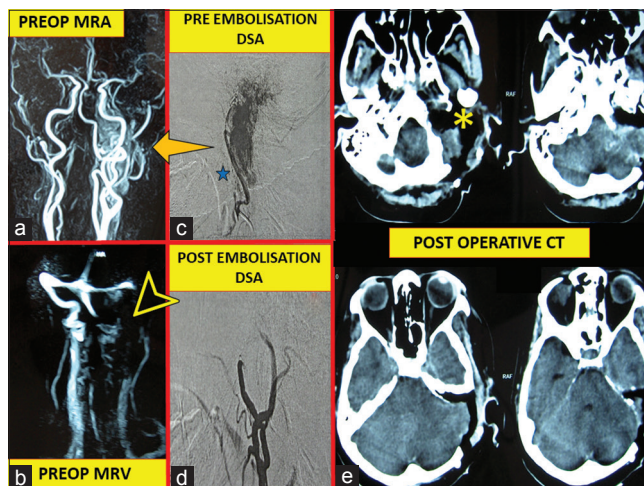 PREOP MRA
a
PRE EMBOLISATION
DSA
c
RAF
*
POST OPERATIVE CT
b
PREOP MRV
POST EMBOLISATION
DSA
d
RAF
e